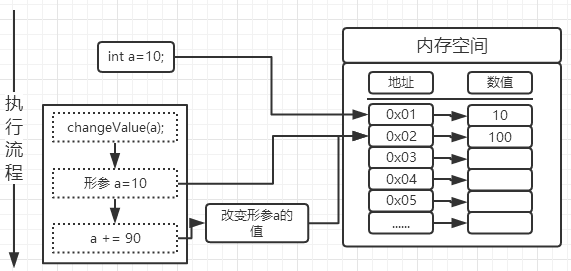 int a=10;
执行流程
changeValue(a);
形参 a=10
a += 90
改变形参a的
值
内存空间
地址 数值
0x01 10
0x02 100
0x03
0x04
0x05
......